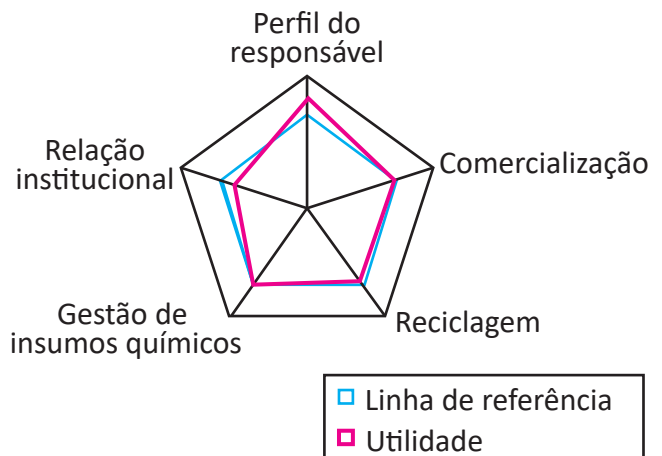 Perfil do
responsável
Relação
institucional
Comercialização
Gestão de
insumos químicos
Reciclagem
Linha de referência
Utilidade